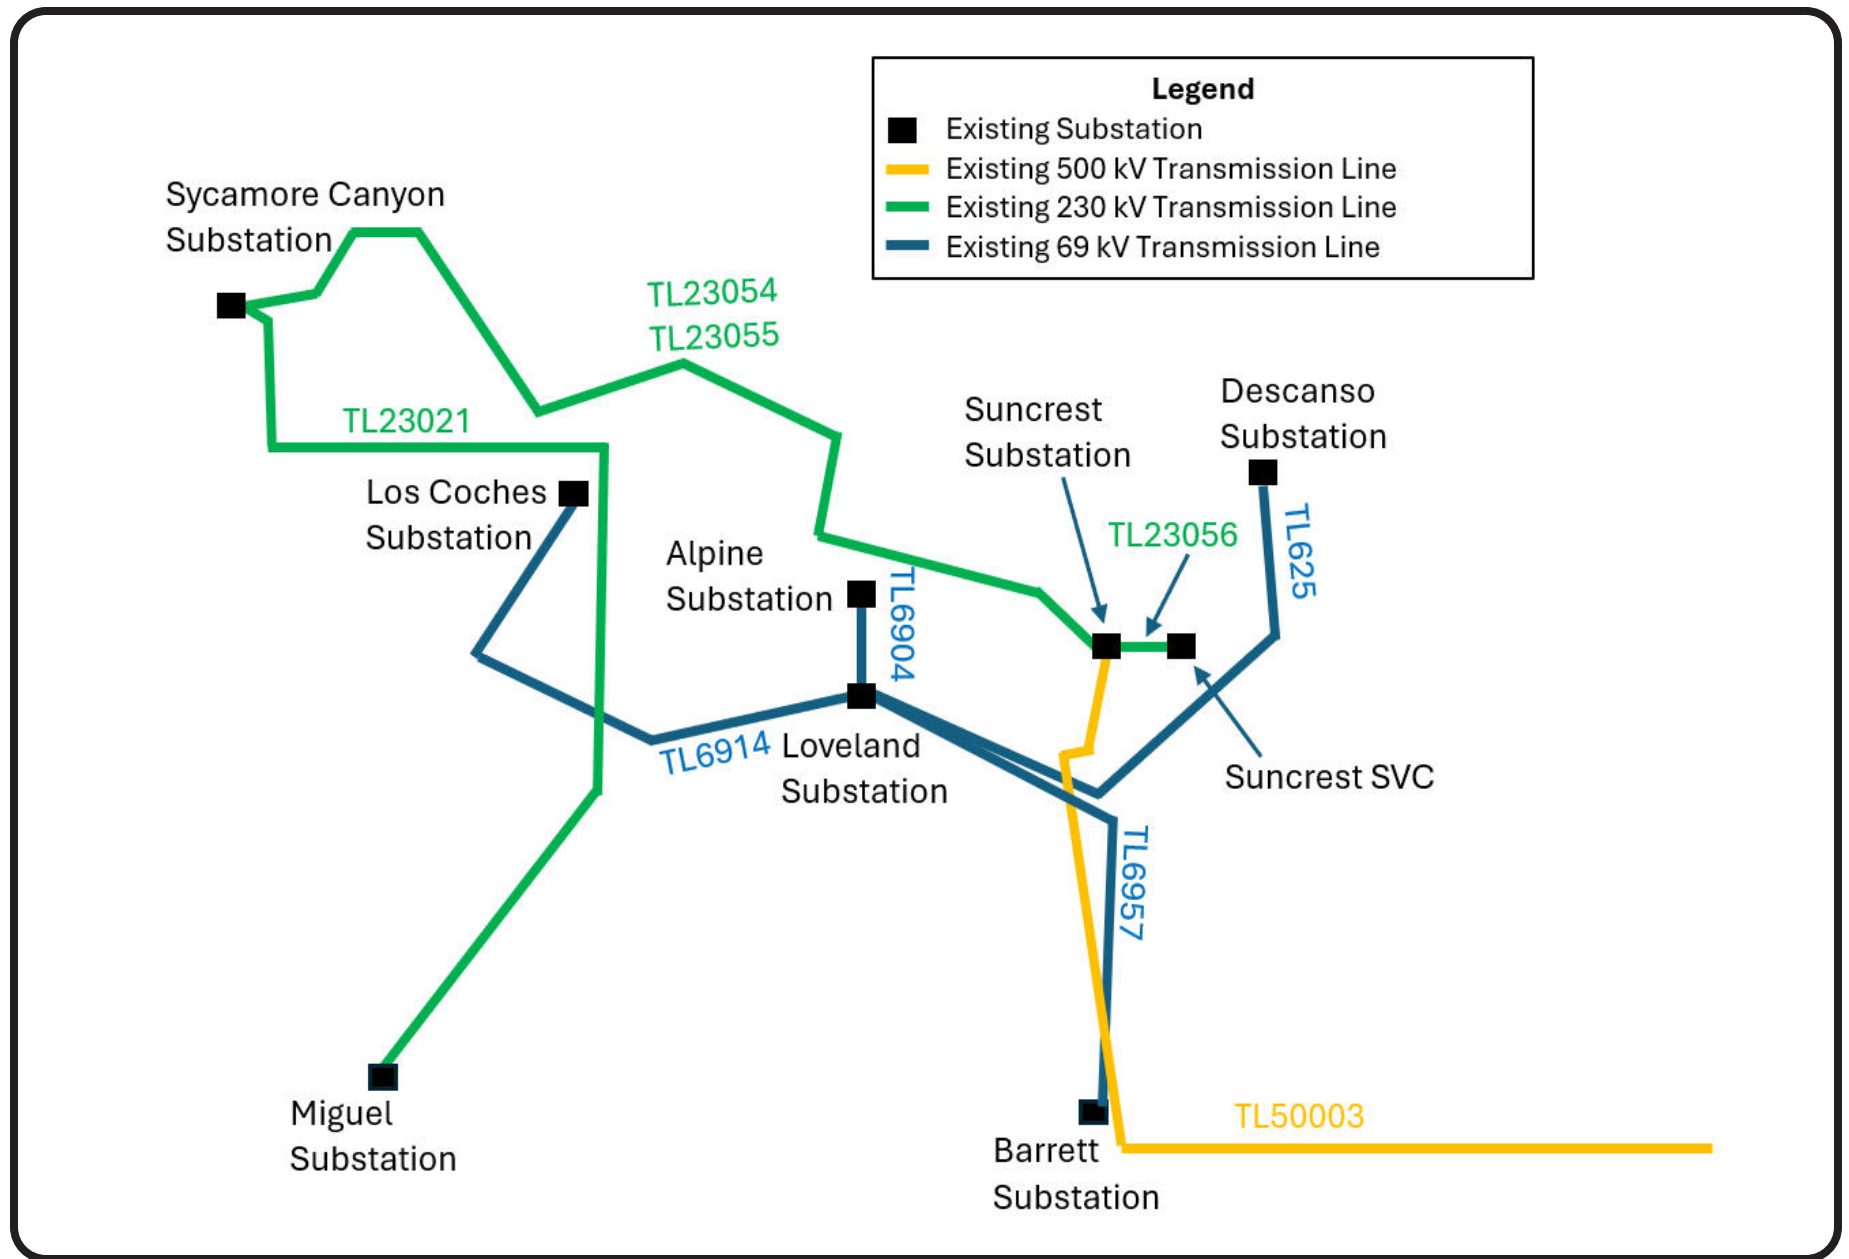 Legend
Existing Substation
Existing 500 kV Transmission Line
Existing 230 kV Transmission Line
Existing 69 kV Transmission Line
Sycamore Canyon
Substation
TL23054
TL23055
TL23021
Los Coches
Substation
Alpine
Substation
TL6904
Suncrest
Substation
Descanso
Substation
TL23056
TL625
TL6914
Loveland
Substation
Suncrest SVC
TL6957
Miguel
Substation
Barrett
Substation
TL50003